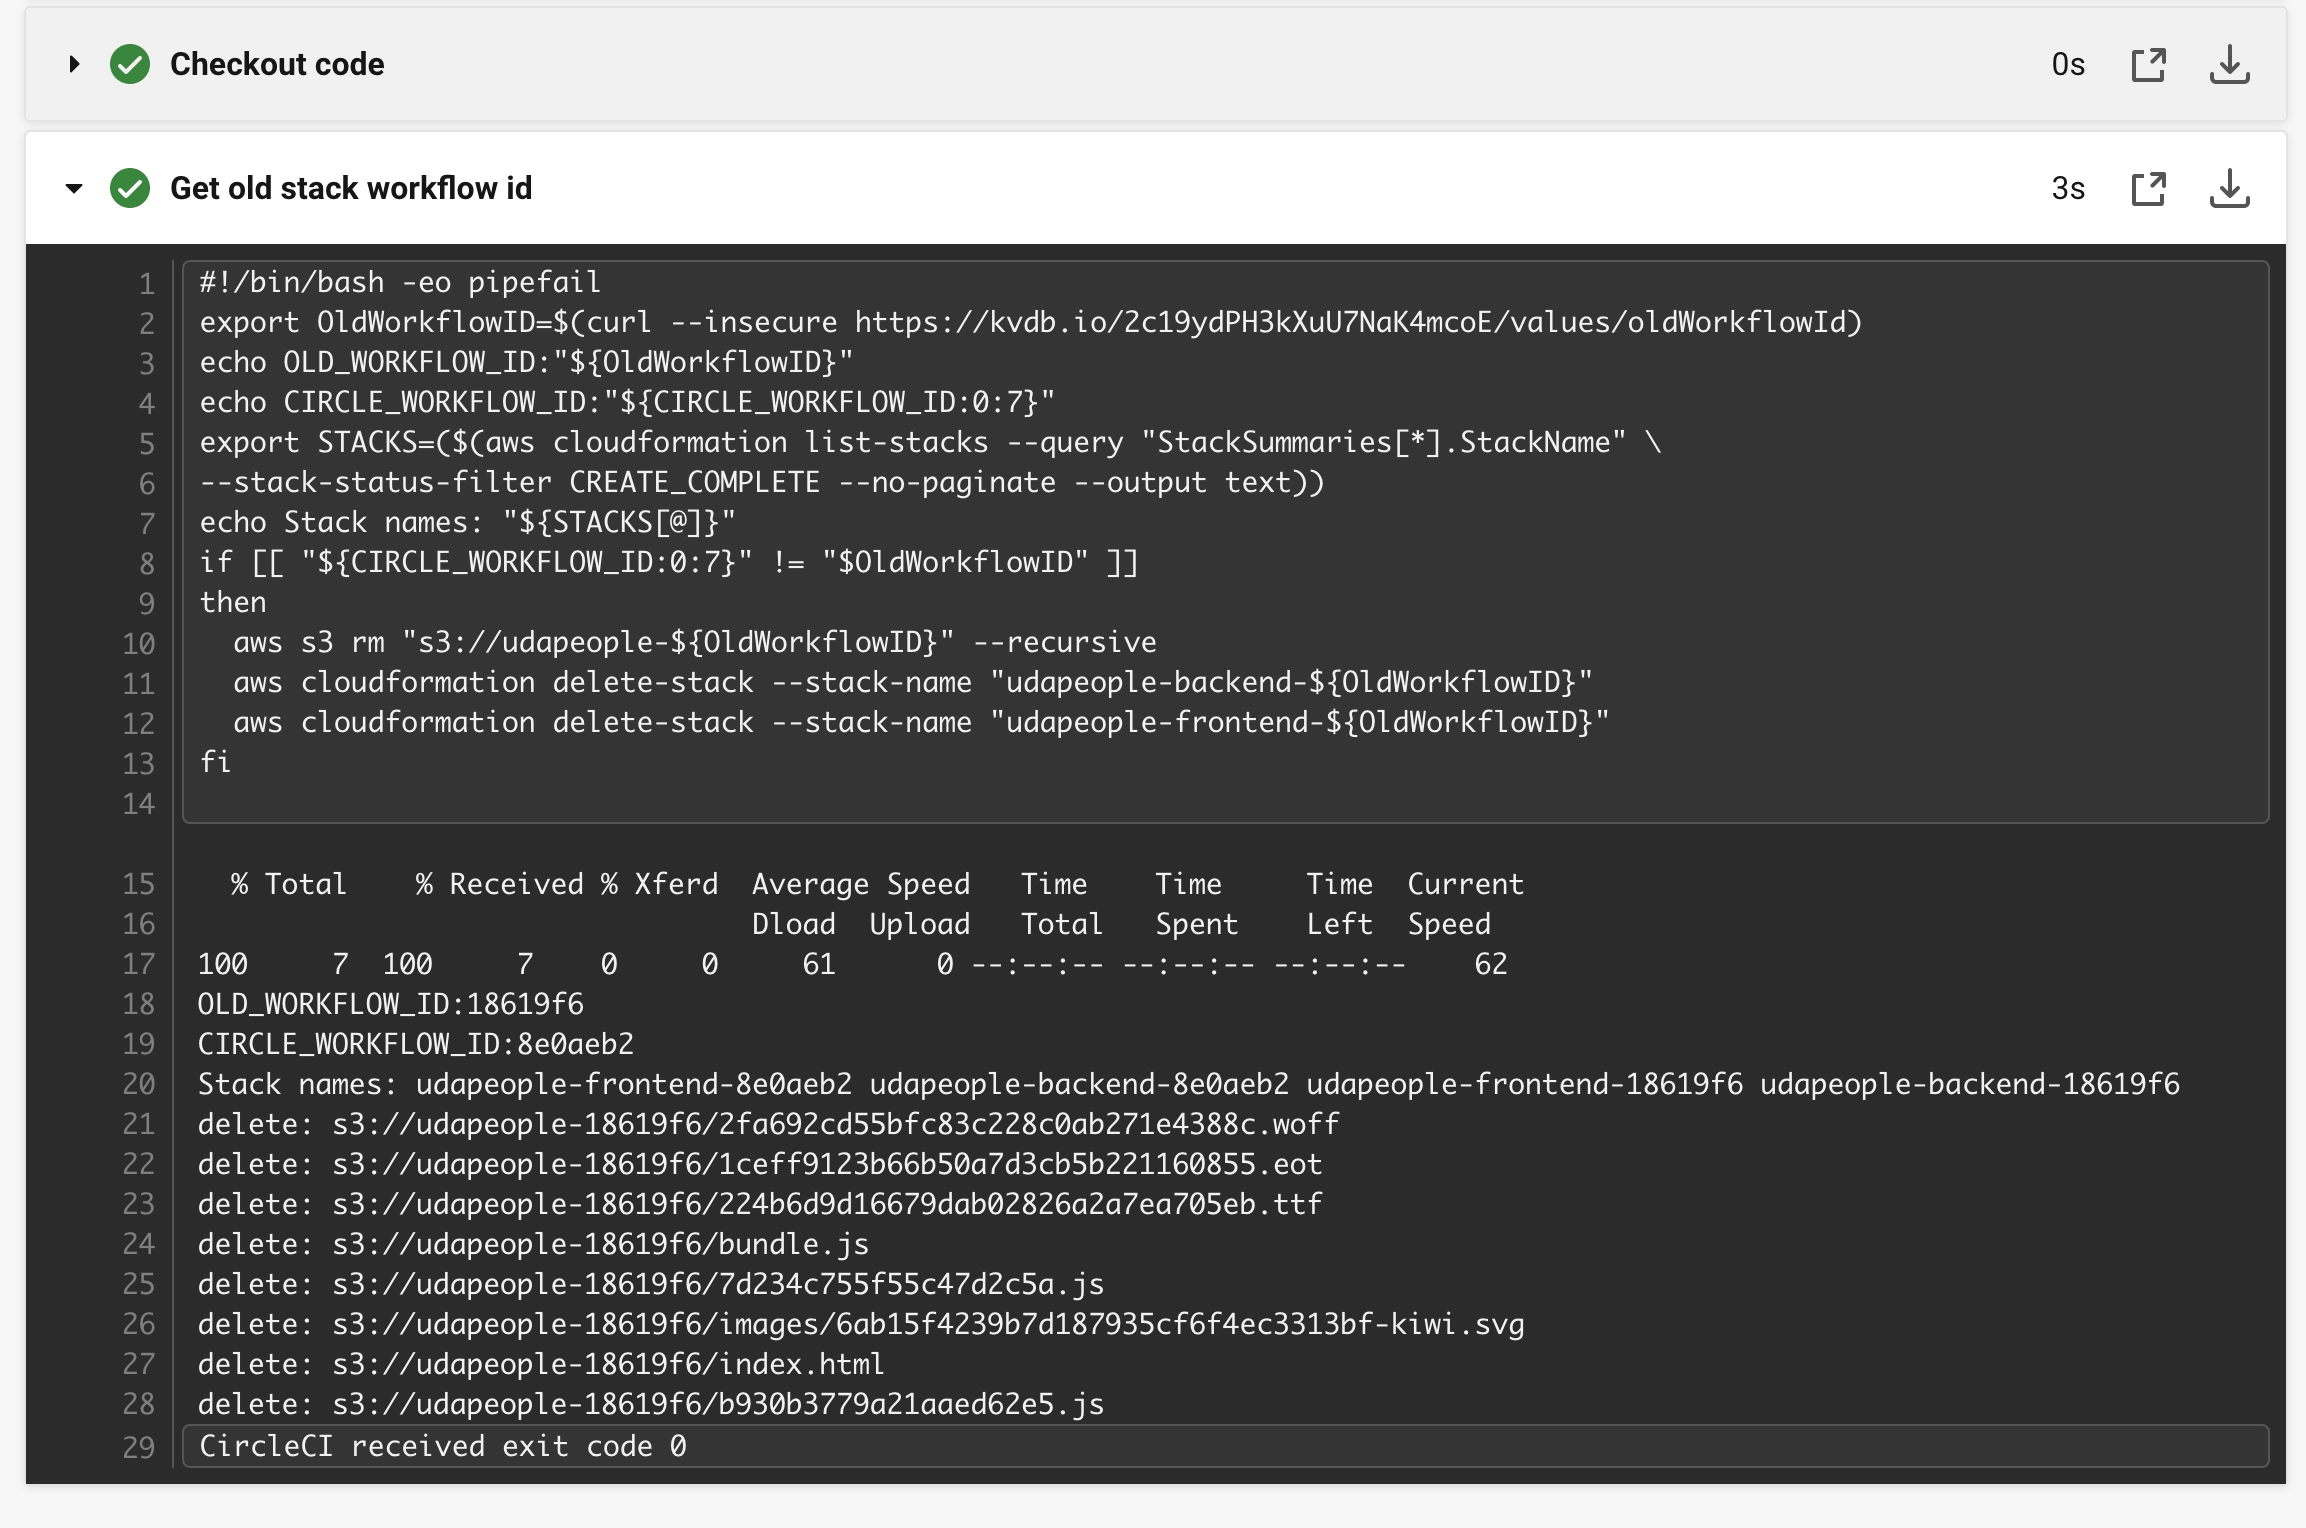 Checkout code 0s
Get old stack workflow id 3s
1 #!/bin/bash -eo pipefail
2 export OldWorkflowID=$(curl --insecure https://kvdb.io/2c19ydPH3kXuU7NaK4mcoE/values/oldWorkflowId)
3 echo OLD_WORKFLOW_ID:"${OldWorkflowID}"
4 echo CIRCLE_WORKFLOW_ID:"${CIRCLE_WORKFLOW_ID:0:7}"
5 export STACKS=($(aws cloudformation list-stacks --query "StackSummaries[*].StackName" \
6 --stack-status-filter CREATE_COMPLETE --no-paginate --output text))
7 echo Stack names: "${STACKS[@]}"
8 if [[ "${CIRCLE_WORKFLOW_ID:0:7}" != "$OldWorkflowID" ]]
9 then
10   aws s3 rm "s3://udapeople-${OldWorkflowID}" --recursive
11   aws cloudformation delete-stack --stack-name "udapeople-backend-${OldWorkflowID}"
12   aws cloudformation delete-stack --stack-name "udapeople-frontend-${OldWorkflowID}"
13 fi
14
15   % Total    % Received % Xferd  Average Speed   Time    Time     Time  Current
16                                  Dload  Upload   Total   Spent    Left  Speed
17 100     7  100     7    0     0     61      0 --:--:-- --:--:-- --:--:--    62
18 OLD_WORKFLOW_ID:18619f6
19 CIRCLE_WORKFLOW_ID:8e0aeb2
20 Stack names: udapeople-frontend-8e0aeb2 udapeople-backend-8e0aeb2 udapeople-frontend-18619f6 udapeople-backend-18619f6
21 delete: s3://udapeople-18619f6/2fa692cd55bfc83c228c0ab271e4388c.woff
22 delete: s3://udapeople-18619f6/1ceff9123b66b50a7d3cb5b221160855.eot
23 delete: s3://udapeople-18619f6/224b6d9d16679dab02826a2a7ea705eb.ttf
24 delete: s3://udapeople-18619f6/bundle.js
25 delete: s3://udapeople-18619f6/7d234c755f55c47d2c5a.js
26 delete: s3://udapeople-18619f6/images/6ab15f4239b7d187935cf6f4ec3313bf-kiwi.svg
27 delete: s3://udapeople-18619f6/index.html
28 delete: s3://udapeople-18619f6/b930b3779a21aaed62e5.js
29 CircleCI received exit code 0